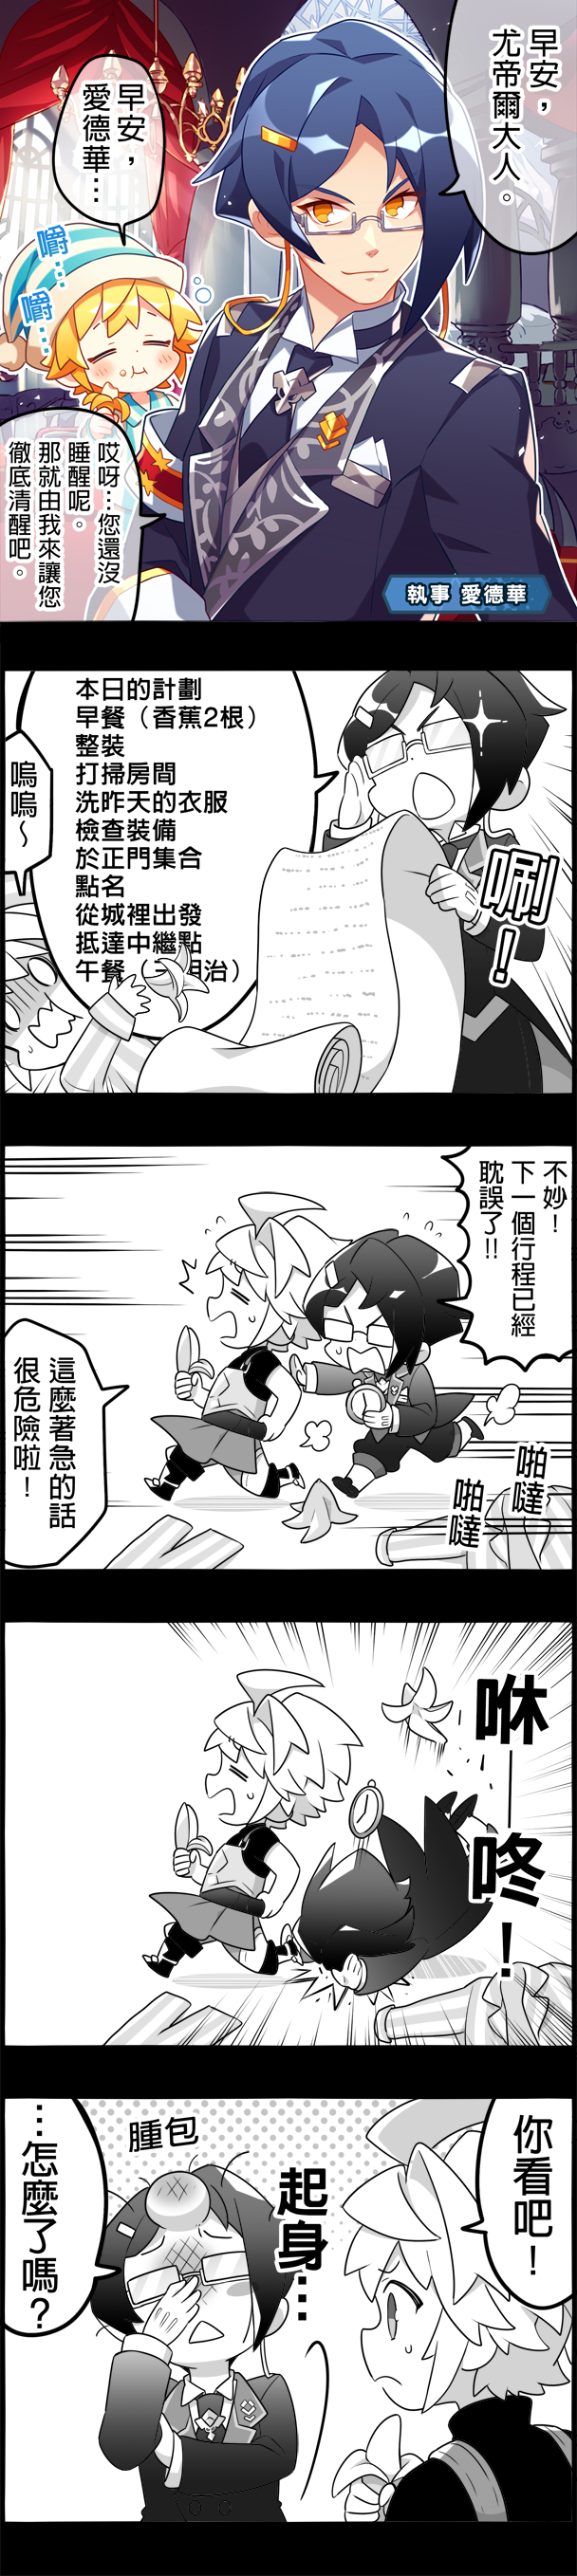 早安，
尤帝爾大人。
早安，
愛德華…
嚼…
嚼…
哎呀…您還沒
睡醒呢。
那就由我來讓您
徹底清醒吧。
執事 愛德華
本日的計劃
早餐（香蕉2根）
整裝
打掃房間
洗昨天的衣服
檢查裝備
於正門集合
點名
從城裡出發
抵達中繼點
午餐（ 明治）
唰！
嗚嗚～
不妙！
下一個行程已經
耽誤了!!
這麼著急的話
很危險啦！
啪噠
啪噠
咻—咚！
你看吧！
起身…
腫包
…怎麼了嗎？